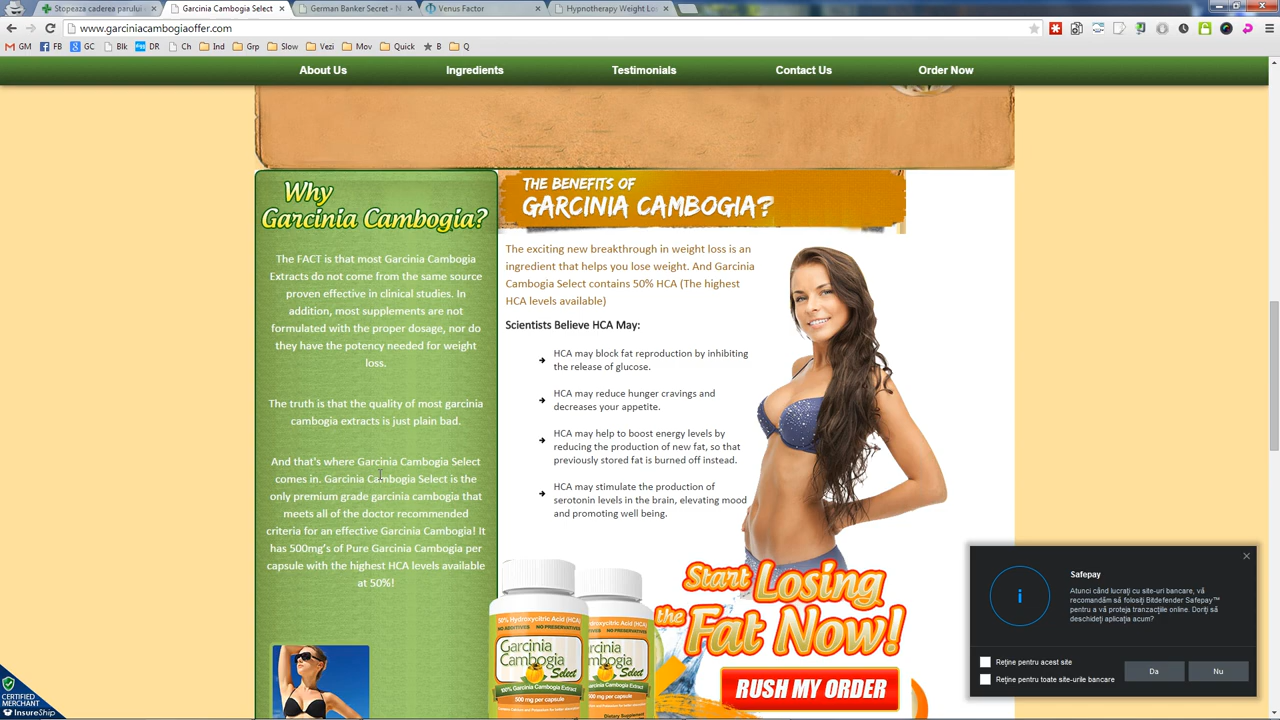 Stopeaza caderea parului
Garcinia Cambogia Select
German Banker Secret - N
Venus Factor
Hypnotherapy Weight Lo
www.garciniacambogiaoffer.com
GM FB GC Blk DR Ch Ind Grp Slow Vezi Mov Quick B Q
About Us Ingredients Testimonials Contact Us Order Now
Why
Garcinia Cambogia?
The FACT is that most Garcinia Cambogia
Extracts do not come from the same source
proven effective in clinical studies. In
addition, most supplements are not
formulated with the proper dosage, nor do
they have the potency needed for weight
loss.
The truth is that the quality of most garcinia
cambogia extracts is just plain bad.
And that's where Garcinia Cambogia Select
comes in. Garcinia Cambogia Select is the
only premium grade garcinia cambogia that
meets all of the doctor recommended
criteria for an effective Garcinia Cambogia! It
has 500mg's of Pure Garcinia Cambogia per
capsule with the highest HCA levels available
at 50%!
THE BENEFITS OF
GARCINIA CAMBOGIA?
The exciting new breakthrough in weight loss is an
ingredient that helps you lose weight. And Garcinia
Cambogia Select contains 50% HCA (The highest
HCA levels available)
Scientists Believe HCA May:
HCA may block fat reproduction by inhibiting
the release of glucose.
HCA may reduce hunger cravings and
decreases your appetite.
HCA may help to boost energy levels by
reducing the production of new fat, so that
previously stored fat is burned off instead.
HCA may stimulate the production of
serotonin levels in the brain, elevating mood
and promoting well being.
50% Hydroxycitric Acid (HCA)
NO ADDITIVES NO PRESERVATIVES
Garcinia
Cambogia
Select
100% Garcinia Cambogia Extract
500 mg per capsule
Start Losing
the Fat Now!
RUSH MY ORDER
Safepay
Atunci când lucrați cu site-uri bancare, vă
recomandăm să folosiți Bitdefender Safepay™
pentru a vă proteja tranzacțiile online. Doriți să
deschideți aplicația acum?
Reține pentru acest site
Reține pentru toate site-urile bancare
Da
Nu
CERTIFIED
MERCHANT
InsureShip